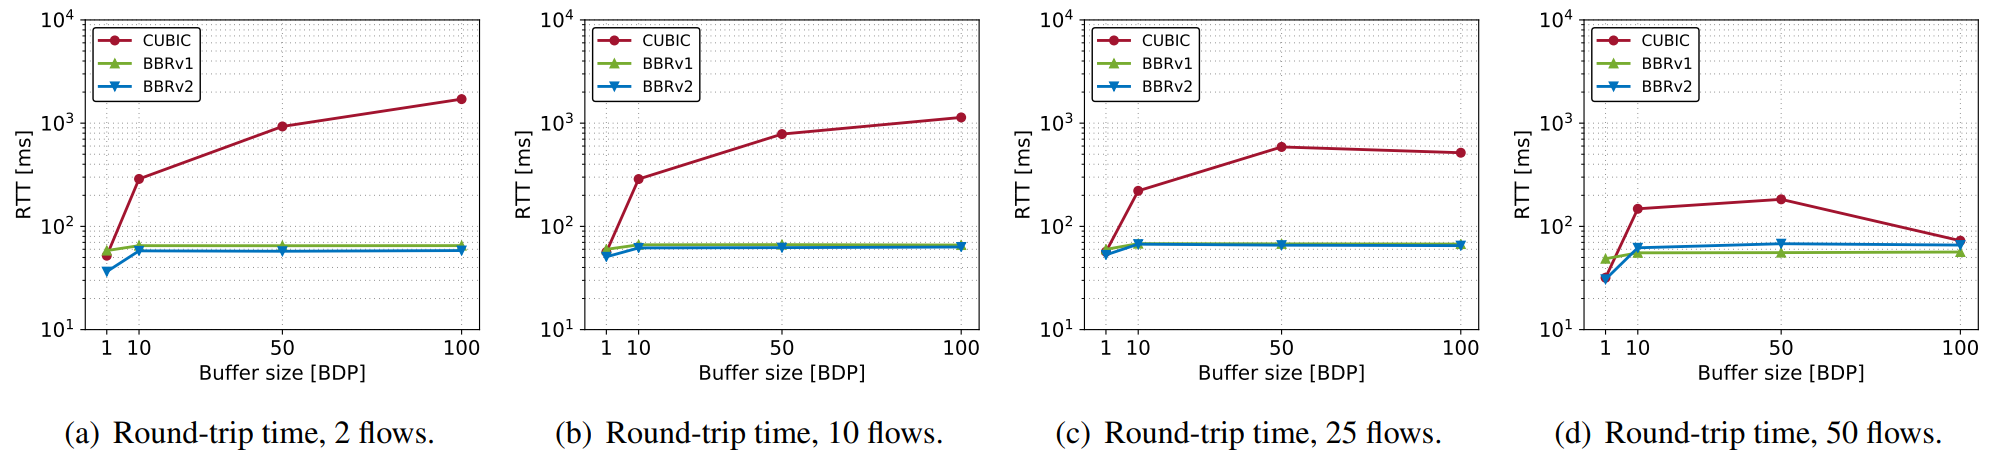 10^4
10^3
10^2
10^1
RTT [ms]
CUBIC
BBRv1
BBRv2
1 10 50 100
Buffer size [BDP]
(a) Round-trip time, 2 flows.
10^4
10^3
10^2
10^1
RTT [ms]
CUBIC
BBRv1
BBRv2
1 10 50 100
Buffer size [BDP]
(b) Round-trip time, 10 flows.
10^4
10^3
10^2
10^1
RTT [ms]
CUBIC
BBRv1
BBRv2
1 10 50 100
Buffer size [BDP]
(c) Round-trip time, 25 flows.
10^4
10^3
10^2
10^1
RTT [ms]
CUBIC
BBRv1
BBRv2
1 10 50 100
Buffer size [BDP]
(d) Round-trip time, 50 flows.